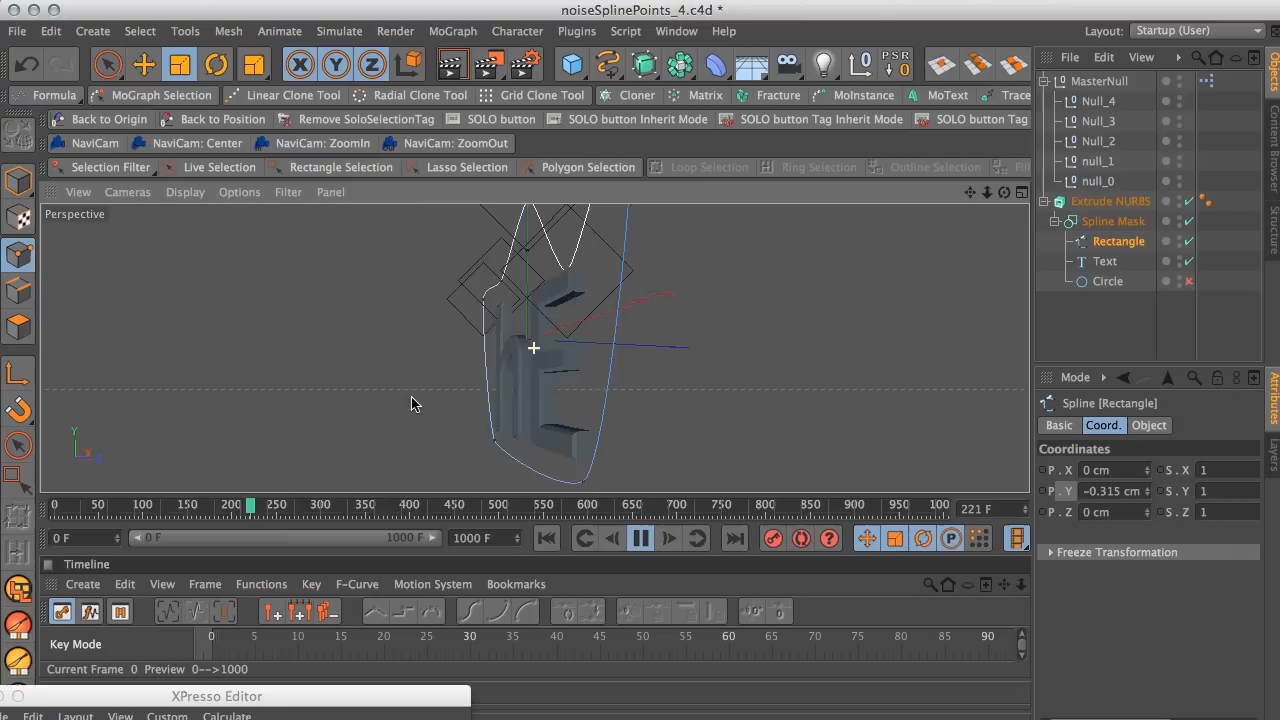 noiseSplinePoints_4.c4d *
File Edit Create Select Tools Mesh Animate Simulate Render MoGraph Character Plugins Script Window Help Layout: Startup (User)
X Y Z PSR
0 0
Formula MoGraph Selection Linear Clone Tool Radial Clone Tool Grid Clone Tool Cloner Matrix Fracture MoInstance MoText Trace
Back to Origin Back to Position Remove SoloSelectionTag SOLO button SOLO button Inherit Mode SOLO button Tag Inherit Mode SOLO button Tag
NaviCam NaviCam: Center NaviCam: ZoomIn NaviCam: ZoomOut
Selection Filter Live Selection Rectangle Selection Lasso Selection Polygon Selection Loop Selection Ring Selection Outline Selection Fill
View Cameras Display Options Filter Panel
Perspective
Y
X
Z
0 50 100 150 200 250 300 350 400 450 500 550 600 650 700 750 800 850 900 950 100 221 F
0 F 0 F 1000 F 1000 F
Timeline
Create Edit View Frame Functions Key F-Curve Motion System Bookmarks
Key Mode 0 5 10 15 20 25 30 35 40 45 50 55 60 65 70 75 80 85 90
Current Frame 0 Preview 0-->1000
XPresso Editor
Edit Layout View Custom Calculate
File Edit View
MasterNull
Null_4
Null_3
Null_2
null_1
null_0
Extrude NURBS
Spline Mask
Rectangle
Text
Circle
Objects
Content Browser
Structure
Mode
Spline [Rectangle]
Basic Coord. Object
Coordinates
P . X 0 cm S . X 1
P . Y -0.315 cm S . Y 1
P . Z 0 cm S . Z 1
Freeze Transformation
Attributes
Layers